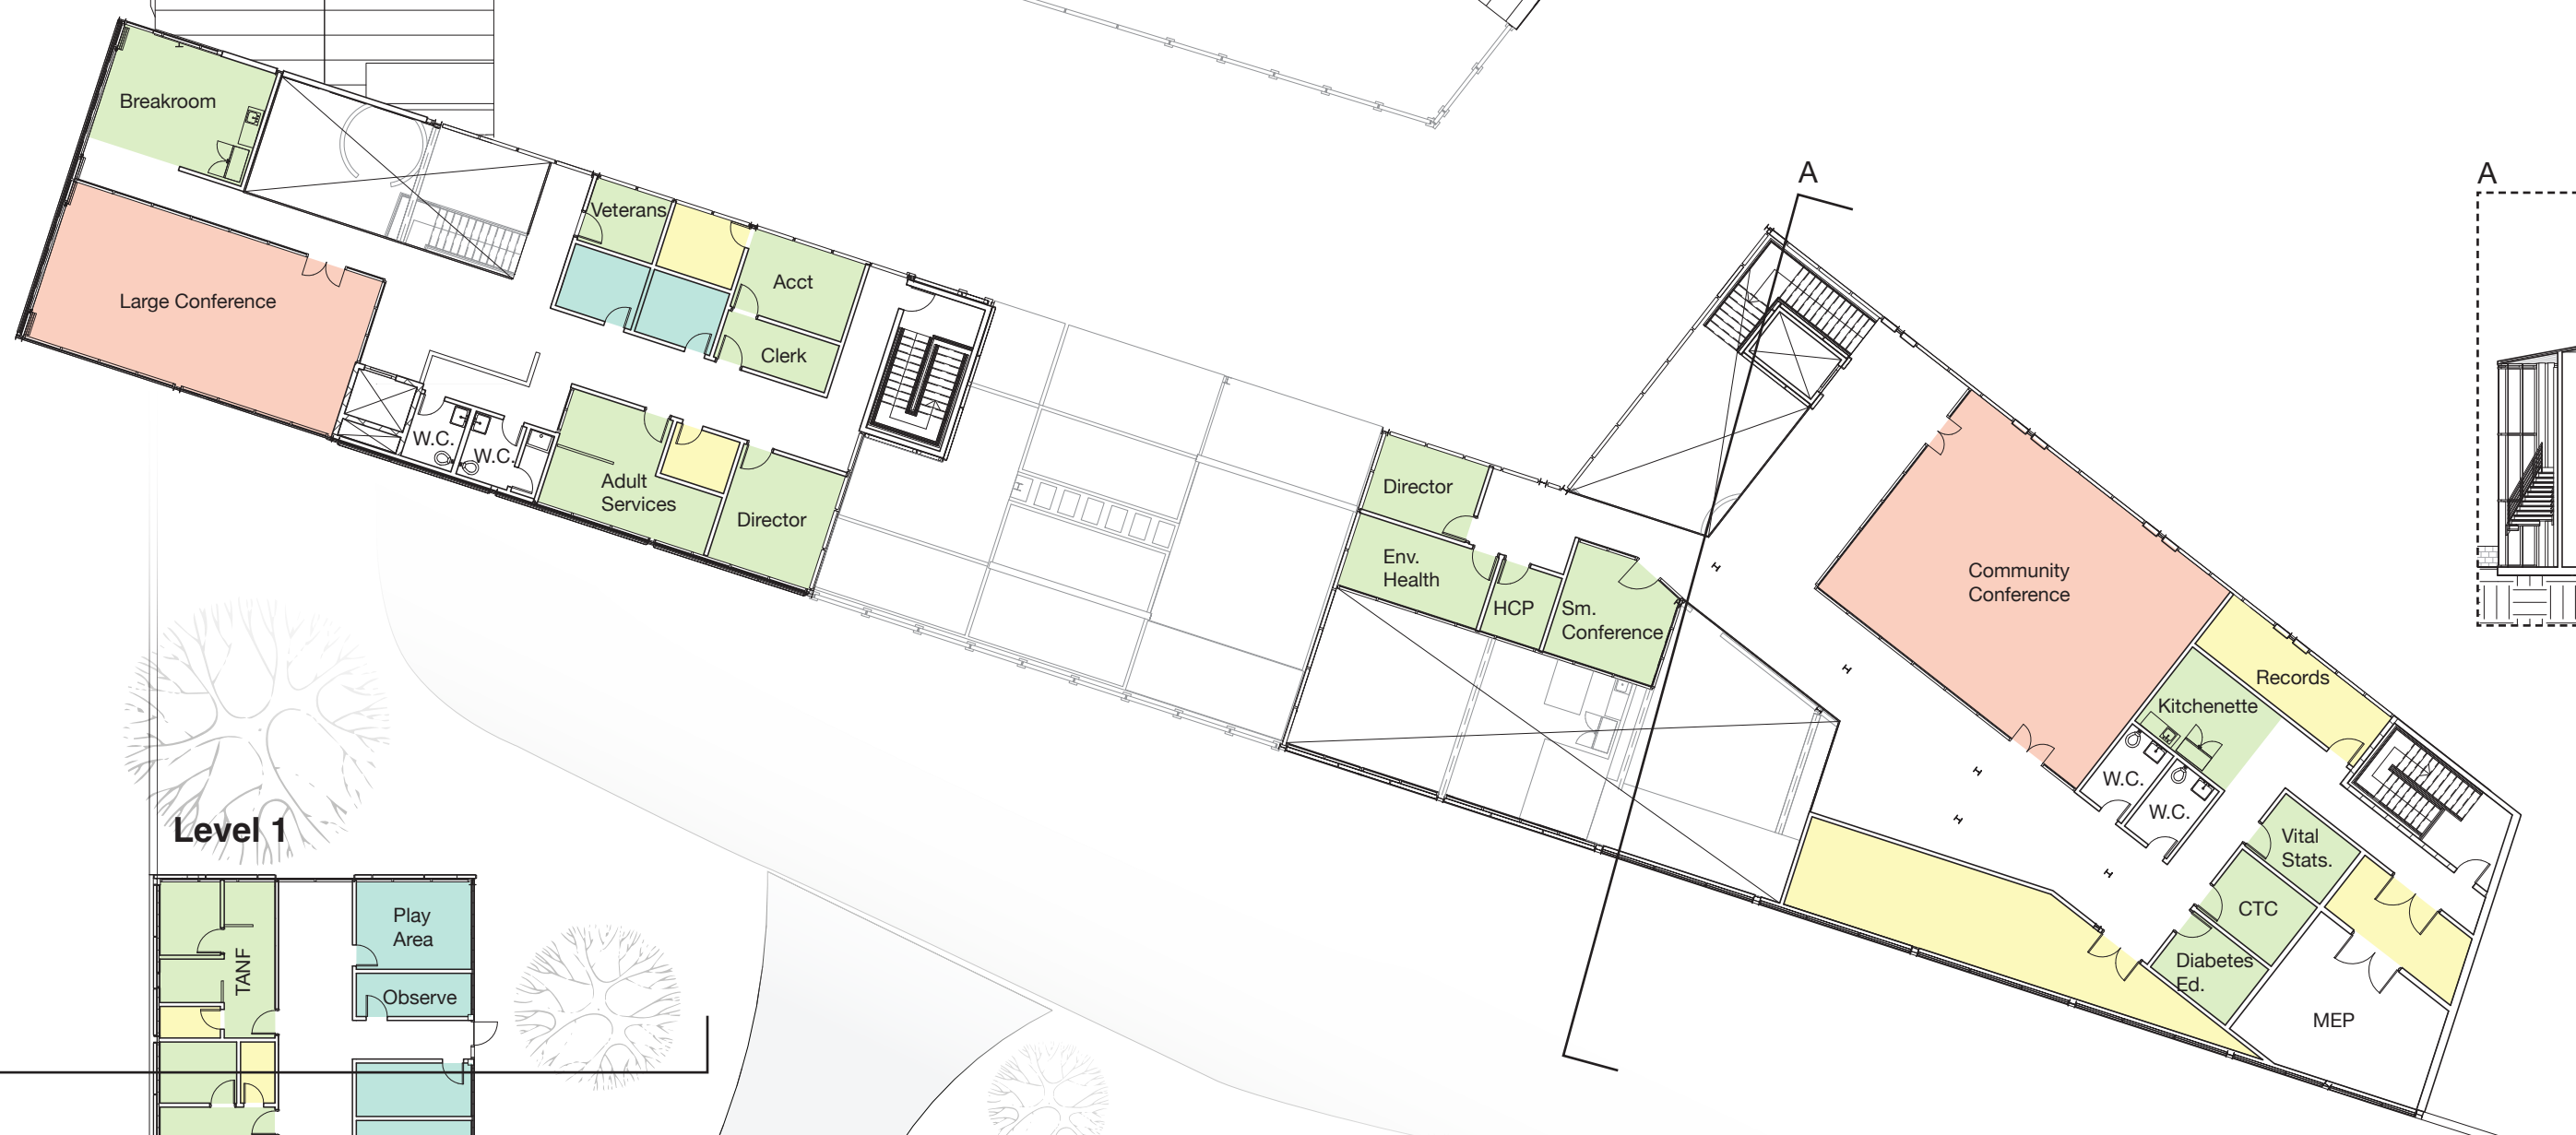 Breakroom
Large Conference
Veterans
Acct
Clerk
W.C.
W.C.
Adult
Services
Director
Director
Env.
Health
HCP
Sm.
Conference
A
A
Community
Conference
Records
Kitchenette
W.C.
W.C.
Vital
Stats.
CTC
Diabetes
Ed.
MEP
Level 1
TANF
Play
Area
Observe